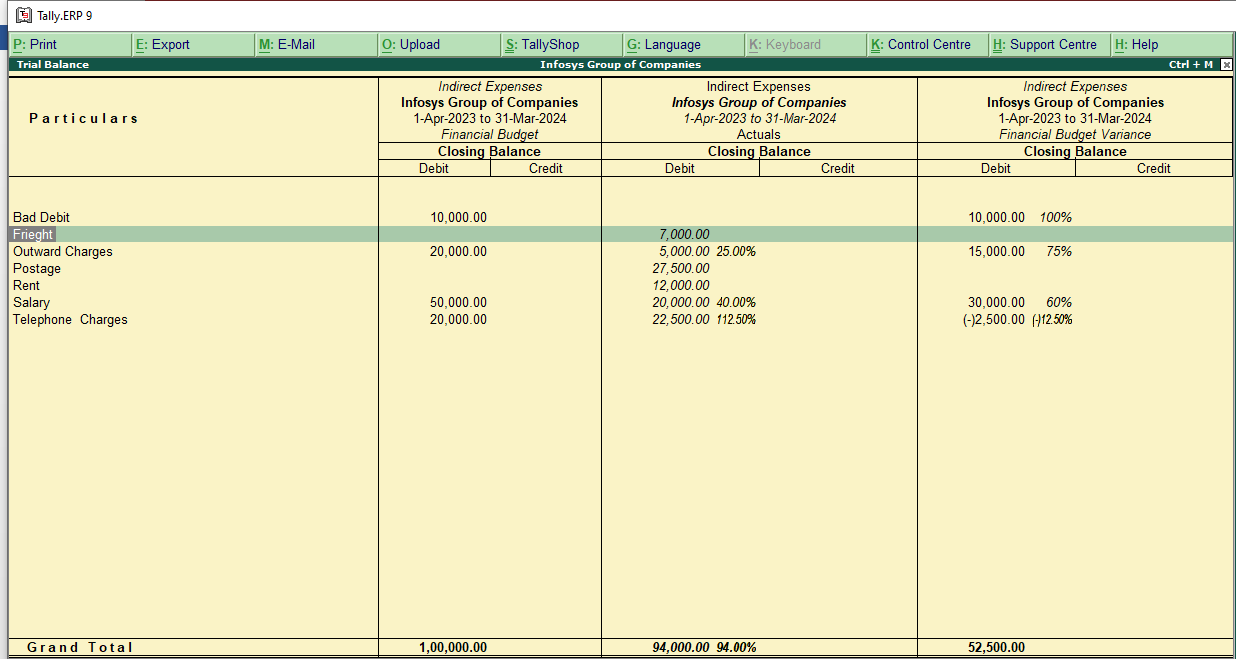 Tally.ERP 9
P: Print E: Export M: E-Mail O: Upload S: TallyShop G: Language K: Keyboard K: Control Centre H: Support Centre H: Help
Trial Balance Infosys Group of Companies Ctrl + M
Indirect Expenses Indirect Expenses Indirect Expenses
Infosys Group of Companies Infosys Group of Companies Infosys Group of Companies
Particulars 1-Apr-2023 to 31-Mar-2024 1-Apr-2023 to 31-Mar-2024 1-Apr-2023 to 31-Mar-2024
Financial Budget Actuals Financial Budget Variance
Closing Balance Closing Balance Closing Balance
Debit Credit Debit Credit Debit Credit
Bad Debit 10,000.00 10,000.00 100%
Frieght 7,000.00
Outward Charges 20,000.00 5,000.00 25.00% 15,000.00 75%
Postage 27,500.00
Rent 12,000.00
Salary 50,000.00 20,000.00 40.00% 30,000.00 60%
Telephone Charges 20,000.00 22,500.00 112.50% (-)2,500.00 (-)12.50%
Grand Total 1,00,000.00 94,000.00 94.00% 52,500.00